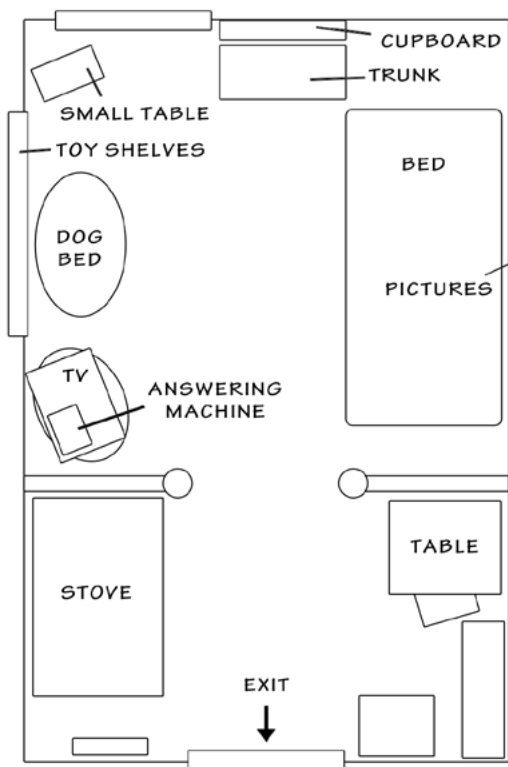 CUPBOARD
TRUNK
SMALL TABLE
TOY SHELVES
BED
DOG
BED
PICTURES
TV
ANSWERING
MACHINE
TABLE
STOVE
EXIT